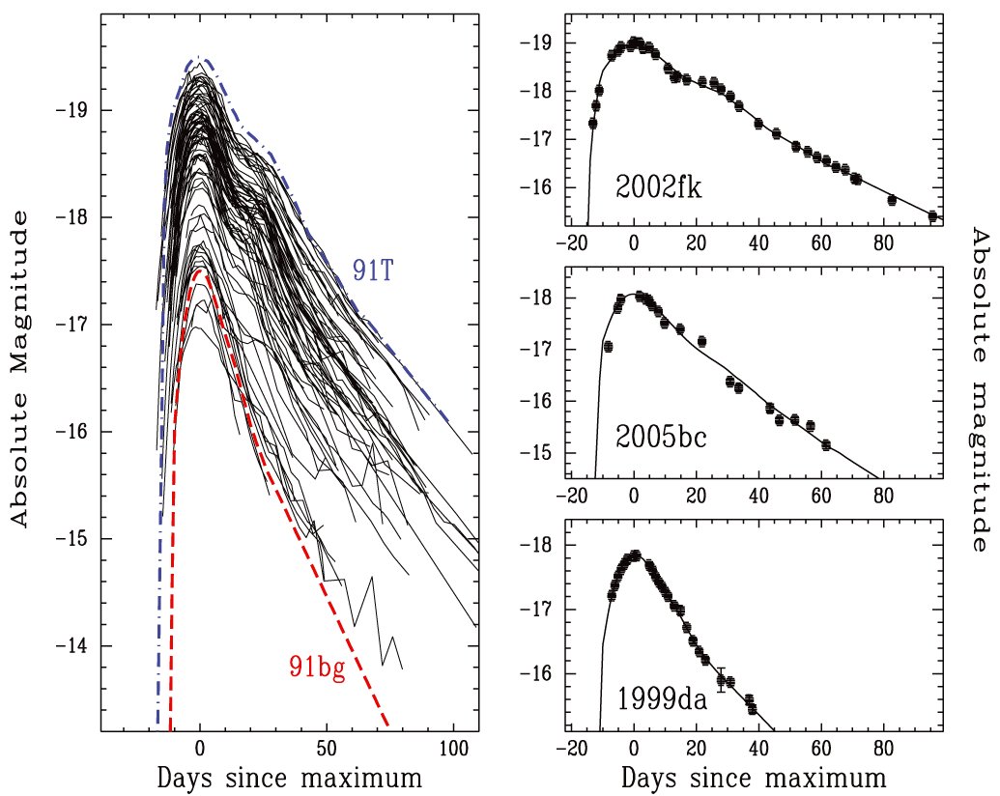 Absolute Magnitude
-19
-18
-17
-16
-15
-14
91T
91bg
0 50 100
Days since maximum
-19
-18
-17
-16
2002fk
-20 0 20 40 60 80
-18
-17
-16
-15
2005bc
-20 0 20 40 60 80
-18
-17
-16
1999da
-20 0 20 40 60 80
Days since maximum
Absolute magnitude